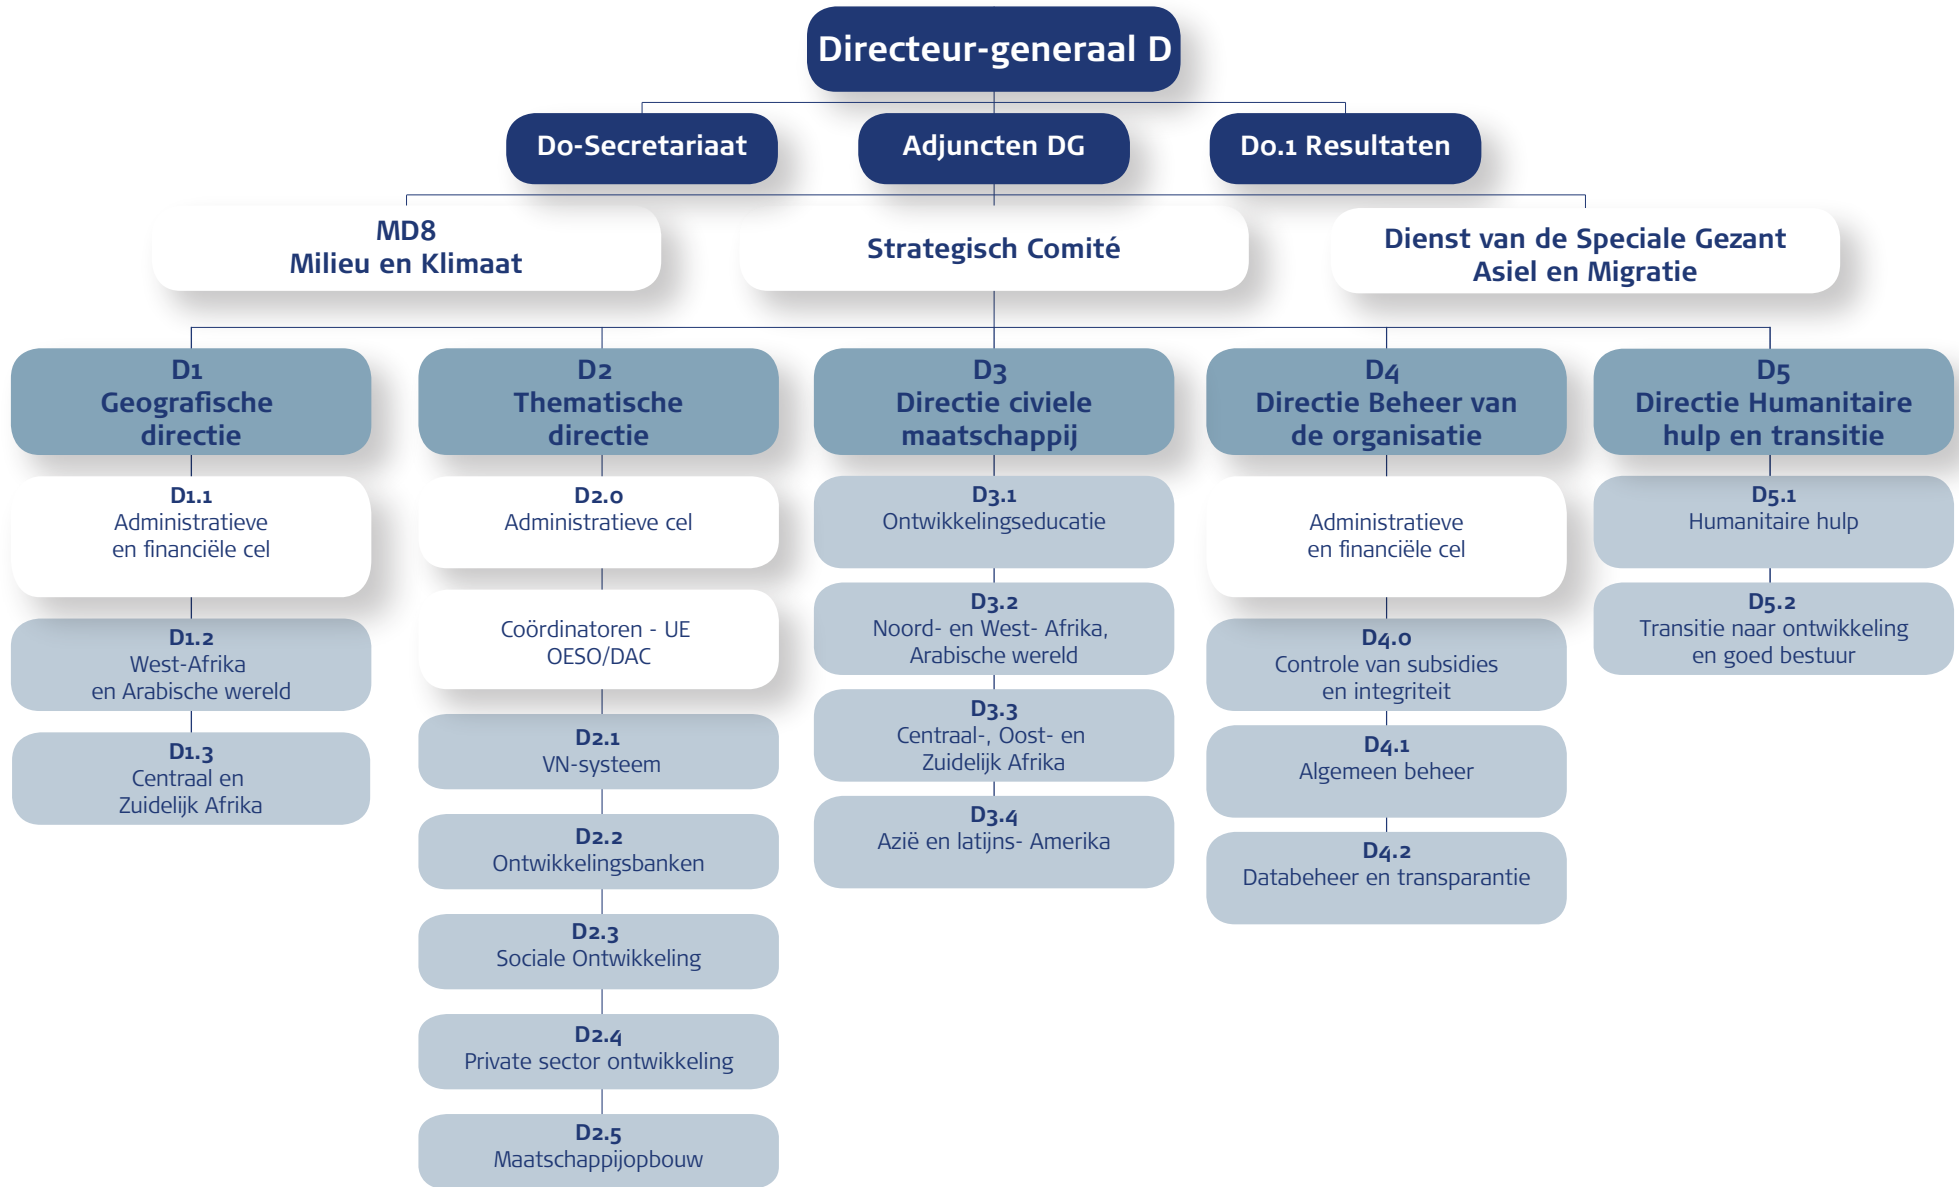 Directeur-generaal D
Do-Secretariaat
Adjuncten DG
Do.1 Resultaten
MD8
Milieu en Klimaat
Strategisch Comité
Dienst van de Speciale Gezant
Asiel en Migratie
D1
Geografische
directie
D1.1
Administratieve
en financiële cel
D1.2
West-Afrika
en Arabische wereld
D1.3
Centraal en
Zuidelijk Afrika
D2
Thematische
directie
D2.0
Administratieve cel
Coördinatoren - UE
OESO/DAC
D2.1
VN-systeem
D2.2
Ontwikkelingsbanken
D2.3
Sociale Ontwikkeling
D2.4
Private sector ontwikkeling
D2.5
Maatschappijopbouw
D3
Directie civiele
maatschappij
D3.1
Ontwikkelingseducatie
D3.2
Noord- en West- Afrika,
Arabische wereld
D3.3
Centraal-, Oost- en
Zuidelijk Afrika
D3.4
Azië en latijns- Amerika
D4
Directie Beheer van
de organisatie
Administratieve
en financiële cel
D4.0
Controle van subsidies
en integriteit
D4.1
Algemeen beheer
D4.2
Databeheer en transparantie
D5
Directie Humanitaire
hulp en transitie
D5.1
Humanitaire hulp
D5.2
Transitie naar ontwikkeling
en goed bestuur